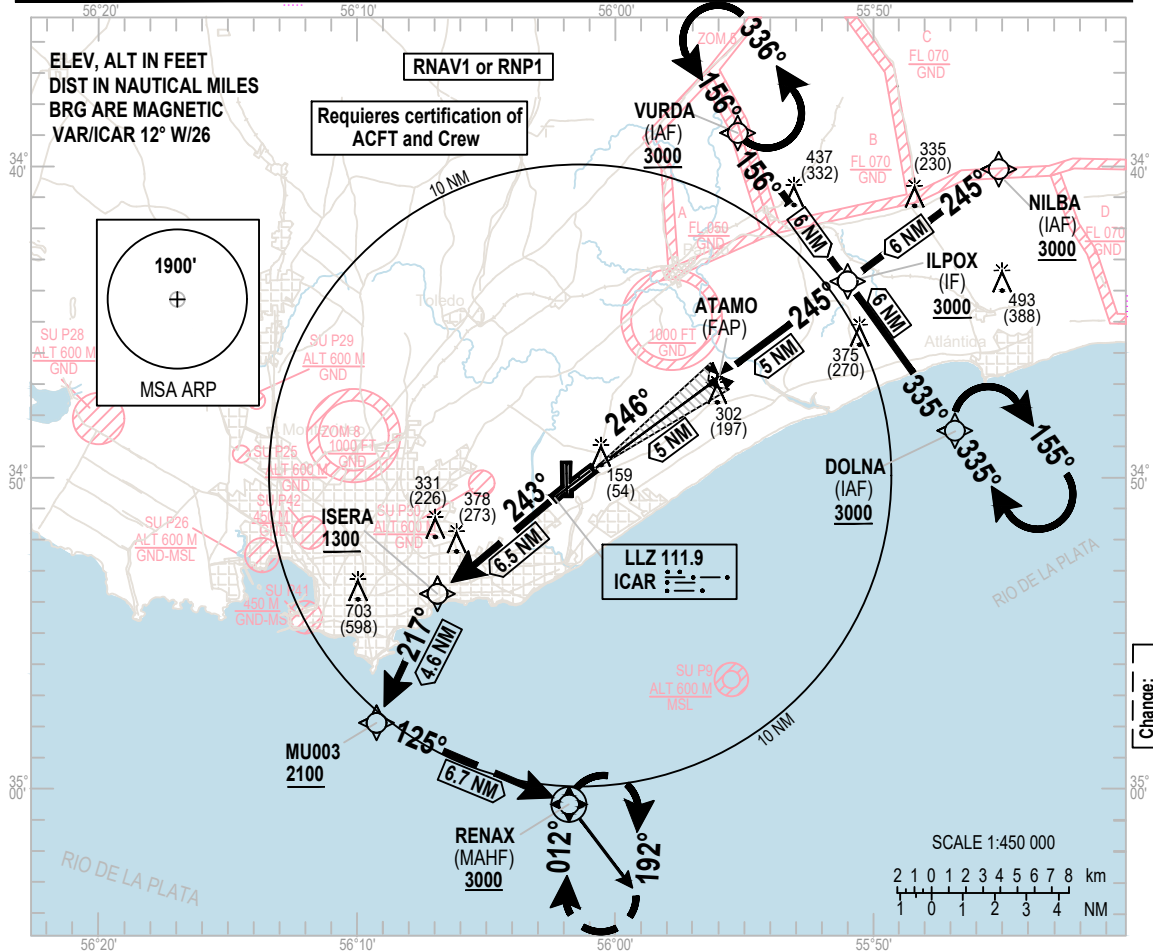 56°20'
56°10'
56°00'
55°50'
ELEV, ALT IN FEET
DIST IN NAUTICAL MILES
BRG ARE MAGNETIC
VAR/ICAR 12° W/26
RNAV1 or RNP1
Requieres certification of
ACFT and Crew
ZOM 5
336°
156°
C
FL 070
GND
VURDA
(IAF)
3000
156°
437
(332)
B
FL 070
GND
335
(230)
34°
40'
34°
40'
10 NM
245°
NILBA
(IAF)
3000
D
FL 070
GND
A
FL 050
GND
6 NM
6 NM
ILPOX
(IF)
3000
6 NM
493
(388)
1900'
MSA ARP
Toledo
ATAMO
(FAP)
245°
5 NM
1000 FT
GND
375
(270)
Atlántida
SU P28
ALT 600 M
GND
SU P29
ALT 600 M
GND
ZOM 8
1000 FT
GND
246°
302
(197)
5 NM
335°
155°
335°
DOLNA
(IAF)
3000
34°
50'
34°
50'
SU P25
ALT 600 M
GND
331
(226)
378
(273)
159
(54)
243°
6.5 NM
ISERA
1300
SU P26
ALT 600 M
GND-MSL
LLZ 111.9
ICAR
RIO DE LA PLATA
703
(598)
217°
4.6 NM
SU P9
ALT 600 M
MSL
Change:
MU003
2100
125°
6.7 NM
10 NM
35°
00'
35°
00'
RENAX
(MAHF)
3000
012°
192°
RIO DE LA PLATA
SCALE 1:450 000
2 1 0 1 2 3 4 5 6 7 8 km
1 0 1 2 3 4 NM
56°20'
56°10'
56°00'
55°50'